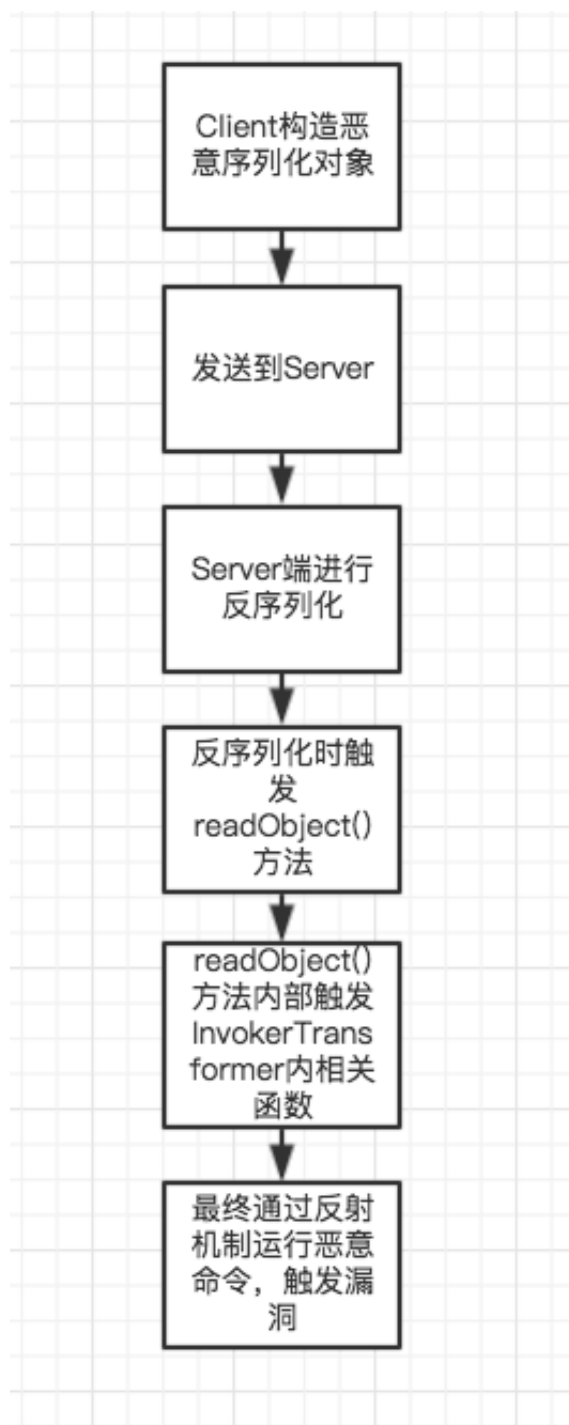 Client构造恶
意序列化对象
发送到Server
Server端进行
反序列化
反序列化时触
发
readObject()
方法
readObject()
方法内部触发
InvokerTrans
former内相关
函数
最终通过反射
机制运行恶意
命令，触发漏
洞